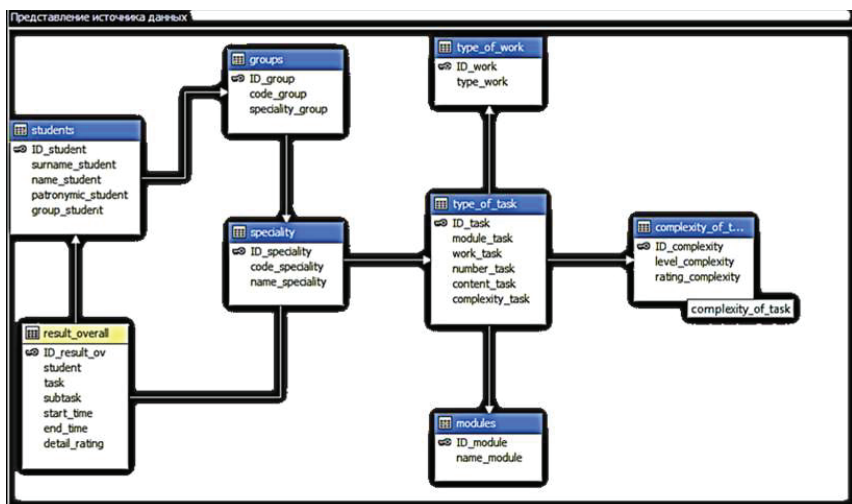 Представление источника данных
groups
ID_group
code_group
speciality_group
type_of_work
ID_work
type_work
students
ID_student
surname_student
name_student
patronymic_student
group_student
speciality
ID_speciality
code_speciality
name_speciality
type_of_task
ID_task
module_task
work_task
number_task
content_task
complexity_task
complexity_of_t...
ID_complexity
level_complexity
rating_complexity
complexity_of_task
result_overall
ID_result_ov
student
task
subtask
start_time
end_time
detail_rating
modules
ID_module
name_module